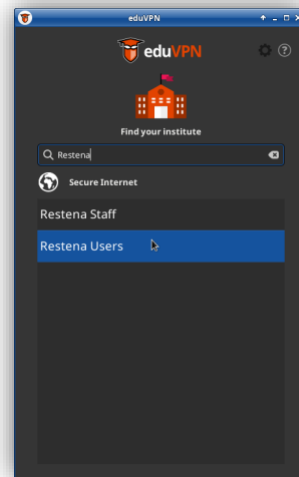 eduVPN
eduVPN
Find your institute
Restena
Secure Internet
Restena Staff
Restena Users